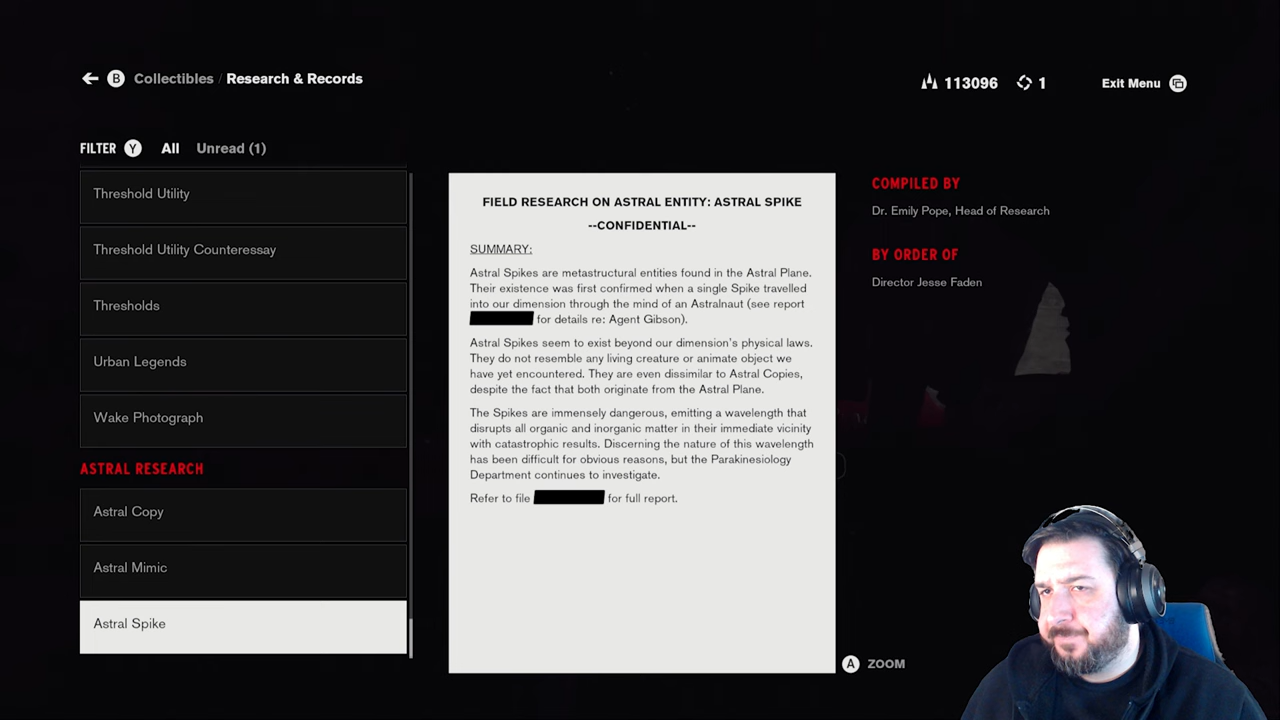 B Collectibles / Research & Records
113096 1 Exit Menu
FILTER Y All Unread (1)
Threshold Utility
Threshold Utility Counteressay
Thresholds
Urban Legends
Wake Photograph
ASTRAL RESEARCH
Astral Copy
Astral Mimic
Astral Spike
FIELD RESEARCH ON ASTRAL ENTITY: ASTRAL SPIKE
--CONFIDENTIAL--
SUMMARY:
Astral Spikes are metastructural entities found in the Astral Plane.
Their existence was first confirmed when a single Spike travelled
into our dimension through the mind of an Astralnaut (see report
for details re: Agent Gibson).
Astral Spikes seem to exist beyond our dimension's physical laws.
They do not resemble any living creature or animate object we
have yet encountered. They are even dissimilar to Astral Copies,
despite the fact that both originate from the Astral Plane.
The Spikes are immensely dangerous, emitting a wavelength that
disrupts all organic and inorganic matter in their immediate vicinity
with catastrophic results. Discerning the nature of this wavelength
has been difficult for obvious reasons, but the Parakinesiology
Department continues to investigate.
Refer to file for full report.
COMPILED BY
Dr. Emily Pope, Head of Research
BY ORDER OF
Director Jesse Faden
A ZOOM